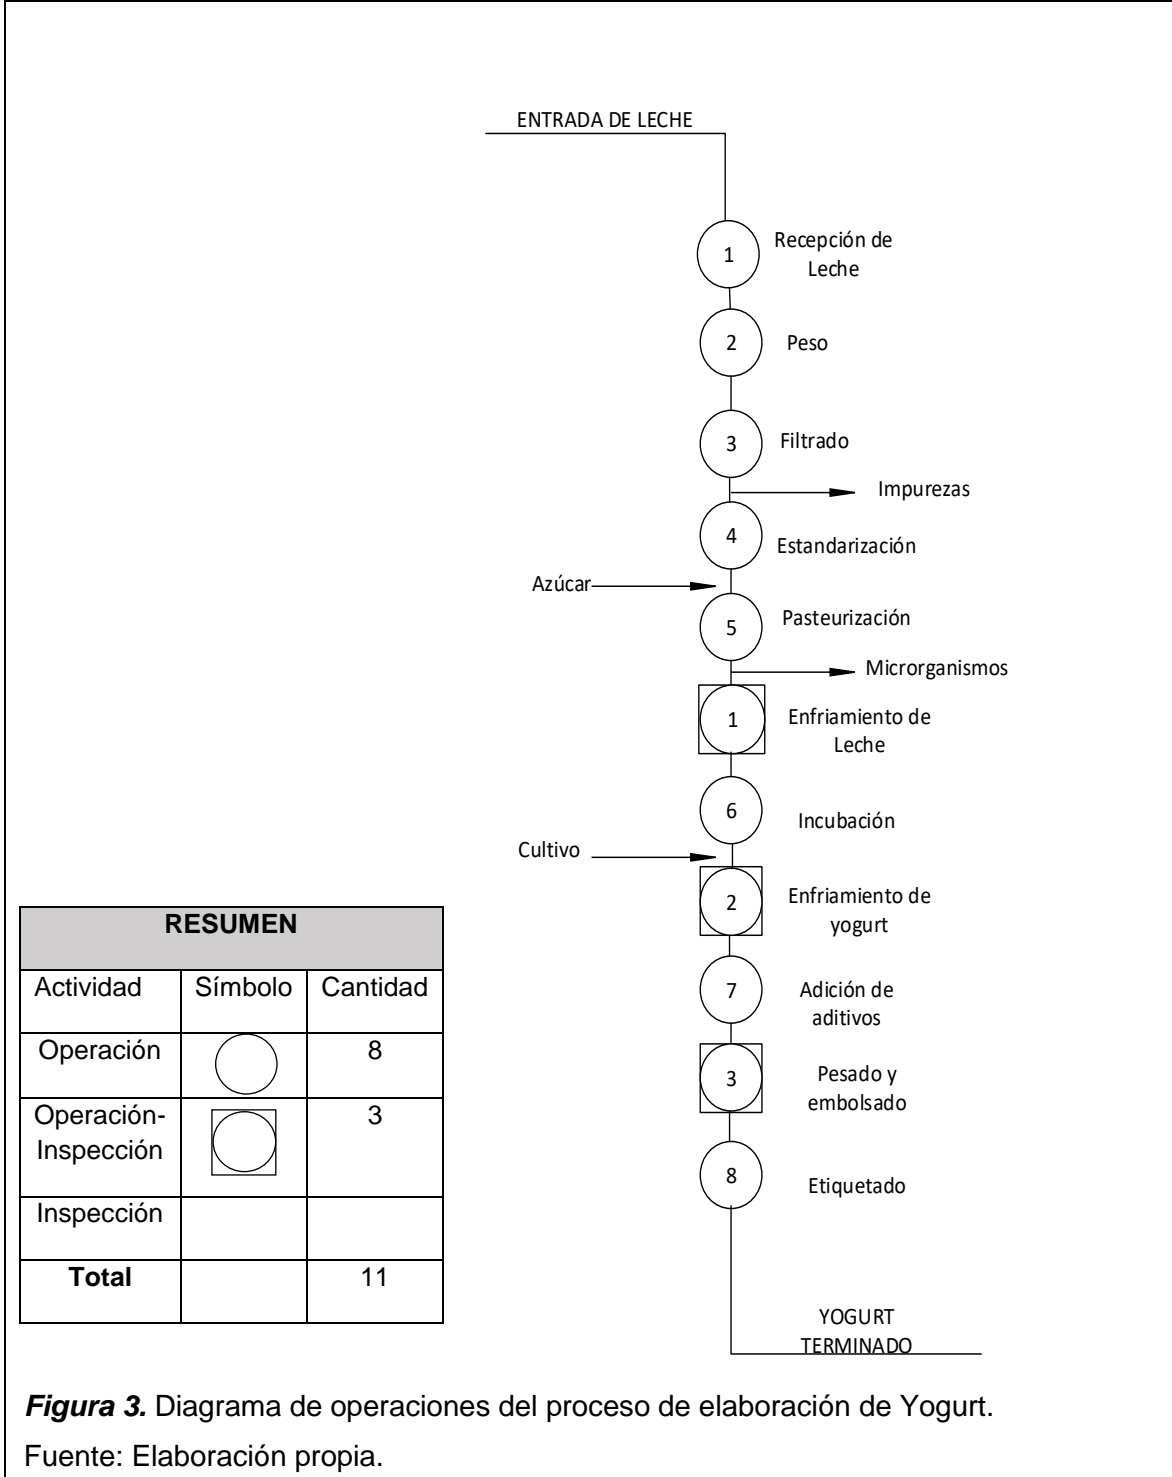 ENTRADA DE LECHE
1
Recepción de
Leche
2
Peso
3
Filtrado
Impurezas
4
Estandarización
Azúcar
5
Pasteurización
Microrganismos
1
Enfriamiento de
Leche
6
Incubación
Cultivo
2
Enfriamiento de
yogurt
7
Adición de
aditivos
3
Pesado y
embolsado
8
Etiquetado
YOGURT
TERMINADO
RESUMEN
Actividad Símbolo Cantidad
Operación 8
Operación-
Inspección 3
Inspección
Total 11
Figura 3. Diagrama de operaciones del proceso de elaboración de Yogurt.
Fuente: Elaboración propia.